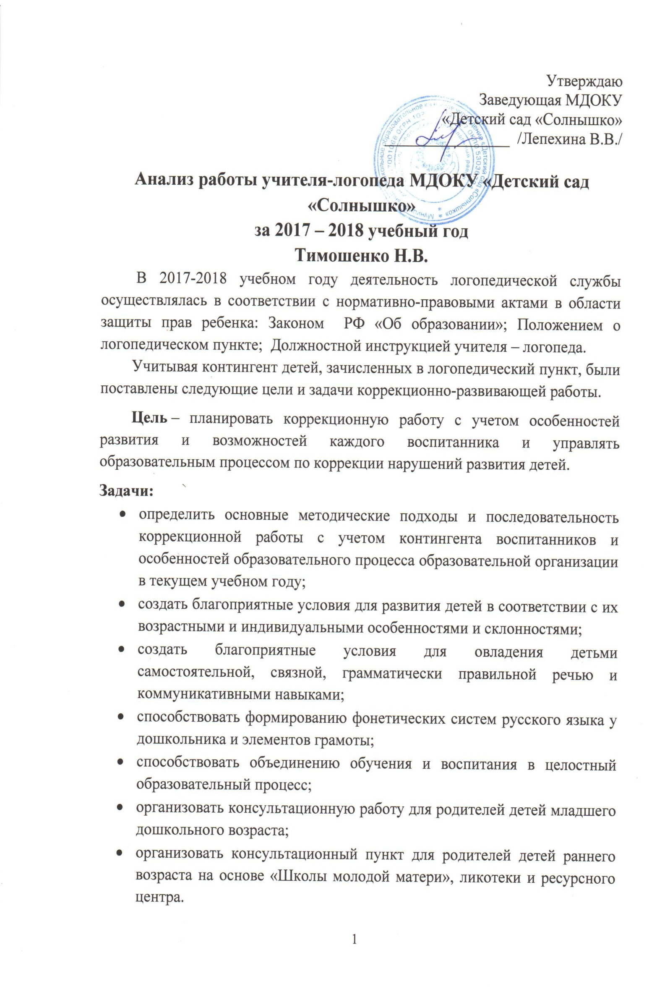 Утверждаю
Заведующая МДОКУ
«Детский сад «Солнышко»
/Лепехина В.В./
Анализ работы учителя-логопеда МДОКУ «Детский сад
«Солнышко»
за 2017 – 2018 учебный год
Тимошенко Н.В.
В 2017-2018 учебном году деятельность логопедической службы
осуществлялась в соответствии с нормативно-правовыми актами в области
защиты прав ребенка: Законом РФ «Об образовании»; Положением о
логопедическом пункте; Должностной инструкцией учителя – логопеда.
Учитывая контингент детей, зачисленных в логопедический пункт, были
поставлены следующие цели и задачи коррекционно-развивающей работы.
Цель – планировать коррекционную работу с учетом особенностей
развития и возможностей каждого воспитанника и управлять
образовательным процессом по коррекции нарушений развития детей.
Задачи:
• определить основные методические подходы и последовательность
коррекционной работы с учетом контингента воспитанников и
особенностей образовательного процесса образовательной организации
в текущем учебном году;
• создать благоприятные условия для развития детей в соответствии с их
возрастными и индивидуальными особенностями и склонностями;
• создать благоприятные условия для овладения детьми
самостоятельной, связной, грамматически правильной речью и
коммуникативными навыками;
• способствовать формированию фонетических систем русского языка у
дошкольника и элементов грамоты;
• способствовать объединению обучения и воспитания в целостный
образовательный процесс;
• организовать консультационную работу для родителей детей младшего
дошкольного возраста;
• организовать консультационный пункт для родителей детей раннего
возраста на основе «Школы молодой матери», ликотеки и ресурсного
центра.
1
образовательное
учреждение «Детский сад «Солнышко»
ОГРН
ОКПО